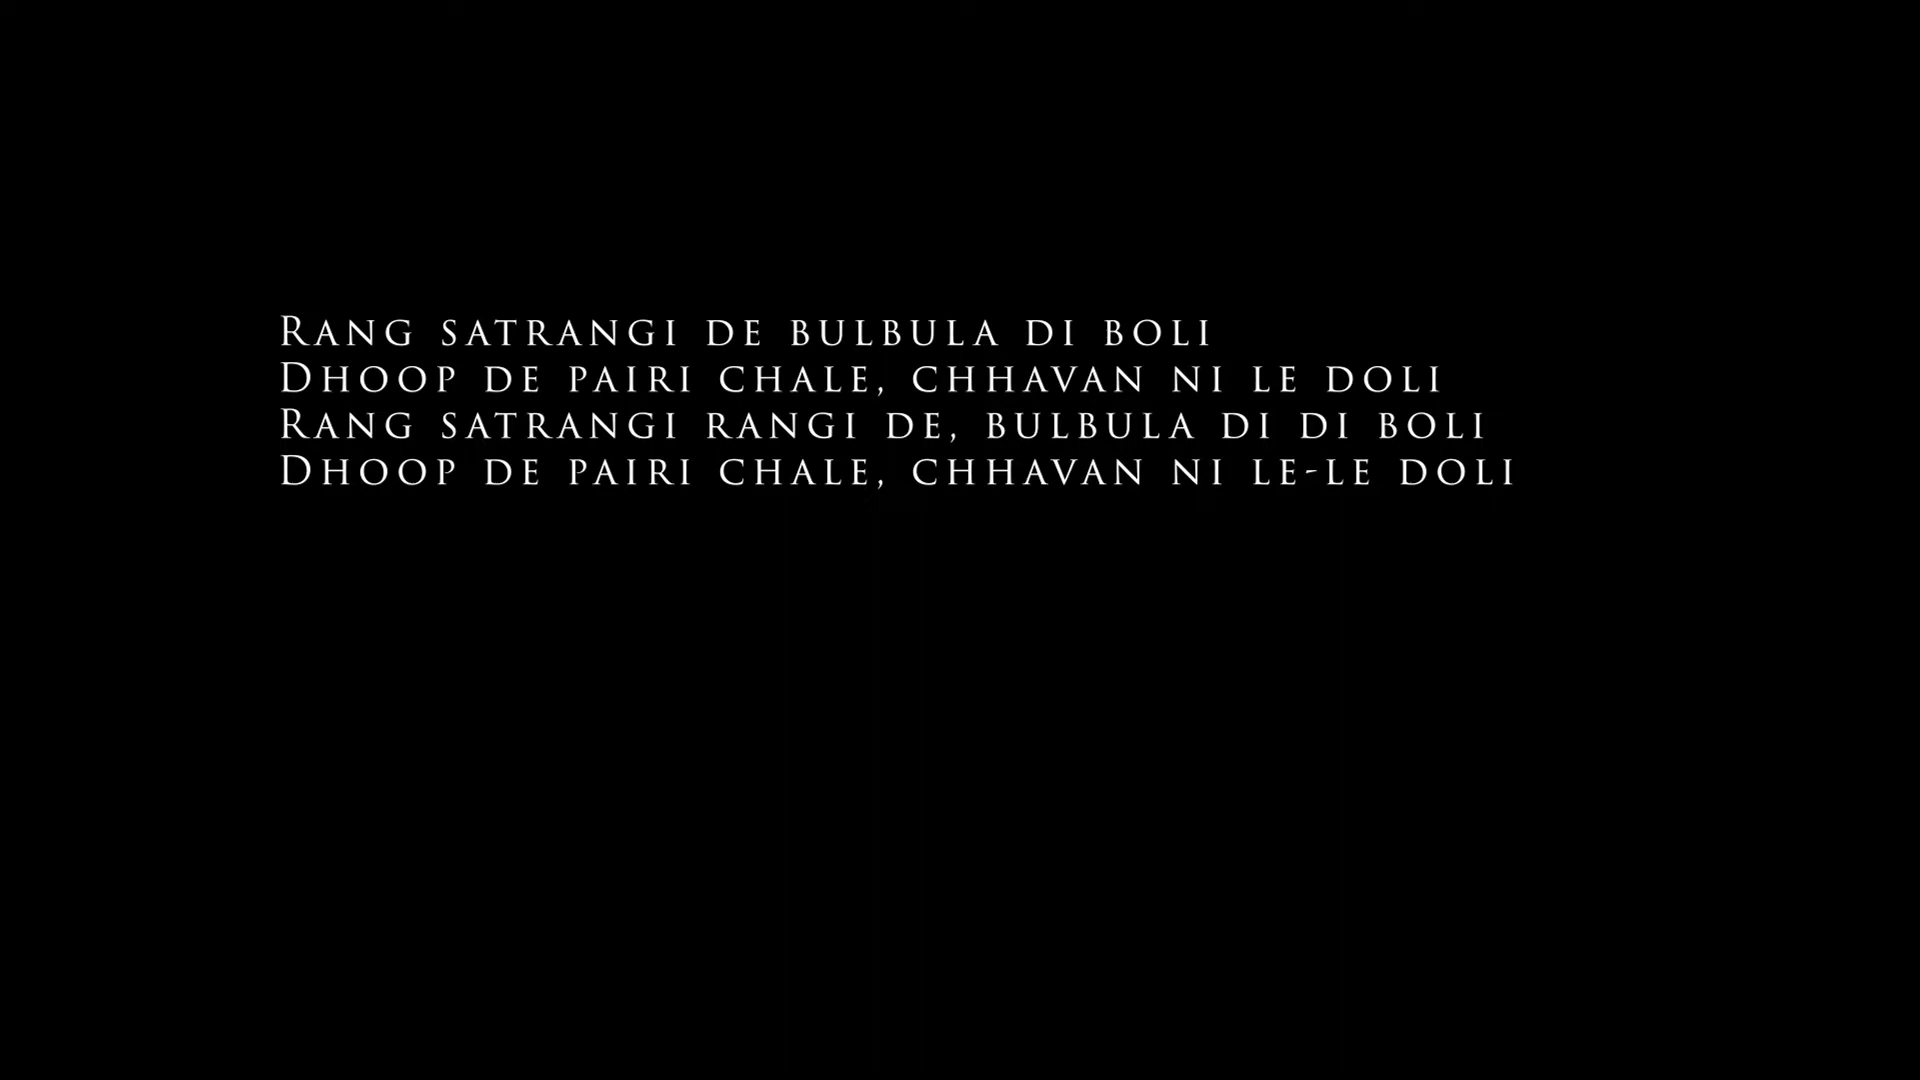 Rang satrangi de bulbula di boli
Dhoop de pairi chale, chhavan ni le doli
Rang satrangi rangi de, bulbula di di boli
Dhoop de pairi chale, chhavan ni le-le doli